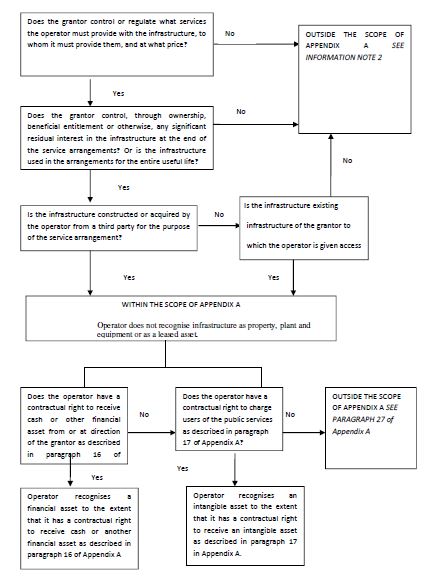 Does the grantor control or regulate what services
the operator must provide with the infrastructure, to
whom it must provide them, and at what price?
No
OUTSIDE THE SCOPE OF
APPENDIX A SEE
INFORMATION NOTE 2
Yes
Does the grantor control, through ownership,
beneficial entitlement or otherwise, any significant
residual interest in the infrastructure at the end of
the service arrangements? Or is the infrastructure
used in the arrangements for the entire useful life?
No
No
Yes
Is the infrastructure constructed or acquired by
the operator from a third party for the purpose
of the service arrangement?
No
Is the infrastructure existing
infrastructure of the grantor to
which the operator is given access
Yes
Yes
WITHIN THE SCOPE OF APPENDIX A
Operator does not recognise infrastructure as property, plant and
equipment or as a leased asset.
Does the operator have a
contractual right to receive
cash or other financial
asset from or at direction
of the grantor as described
in paragraph 16 of
No
Does the operator have a
contractual right to charge
users of the public services
as described in paragraph
17 of Appendix A?
No
OUTSIDE THE SCOPE
OF APPENDIX A SEE
PARAGRAPH 27 of
Appendix A
Yes
Yes
Operator recognises a
financial asset to the extent
that it has a contractual right
to receive cash or another
financial asset as described in
paragraph 16 of Appendix A
Operator recognises an
intangible asset to the extent
that it has a contractual right
to receive an intangible asset
as described in paragraph 17
in Appendix A.